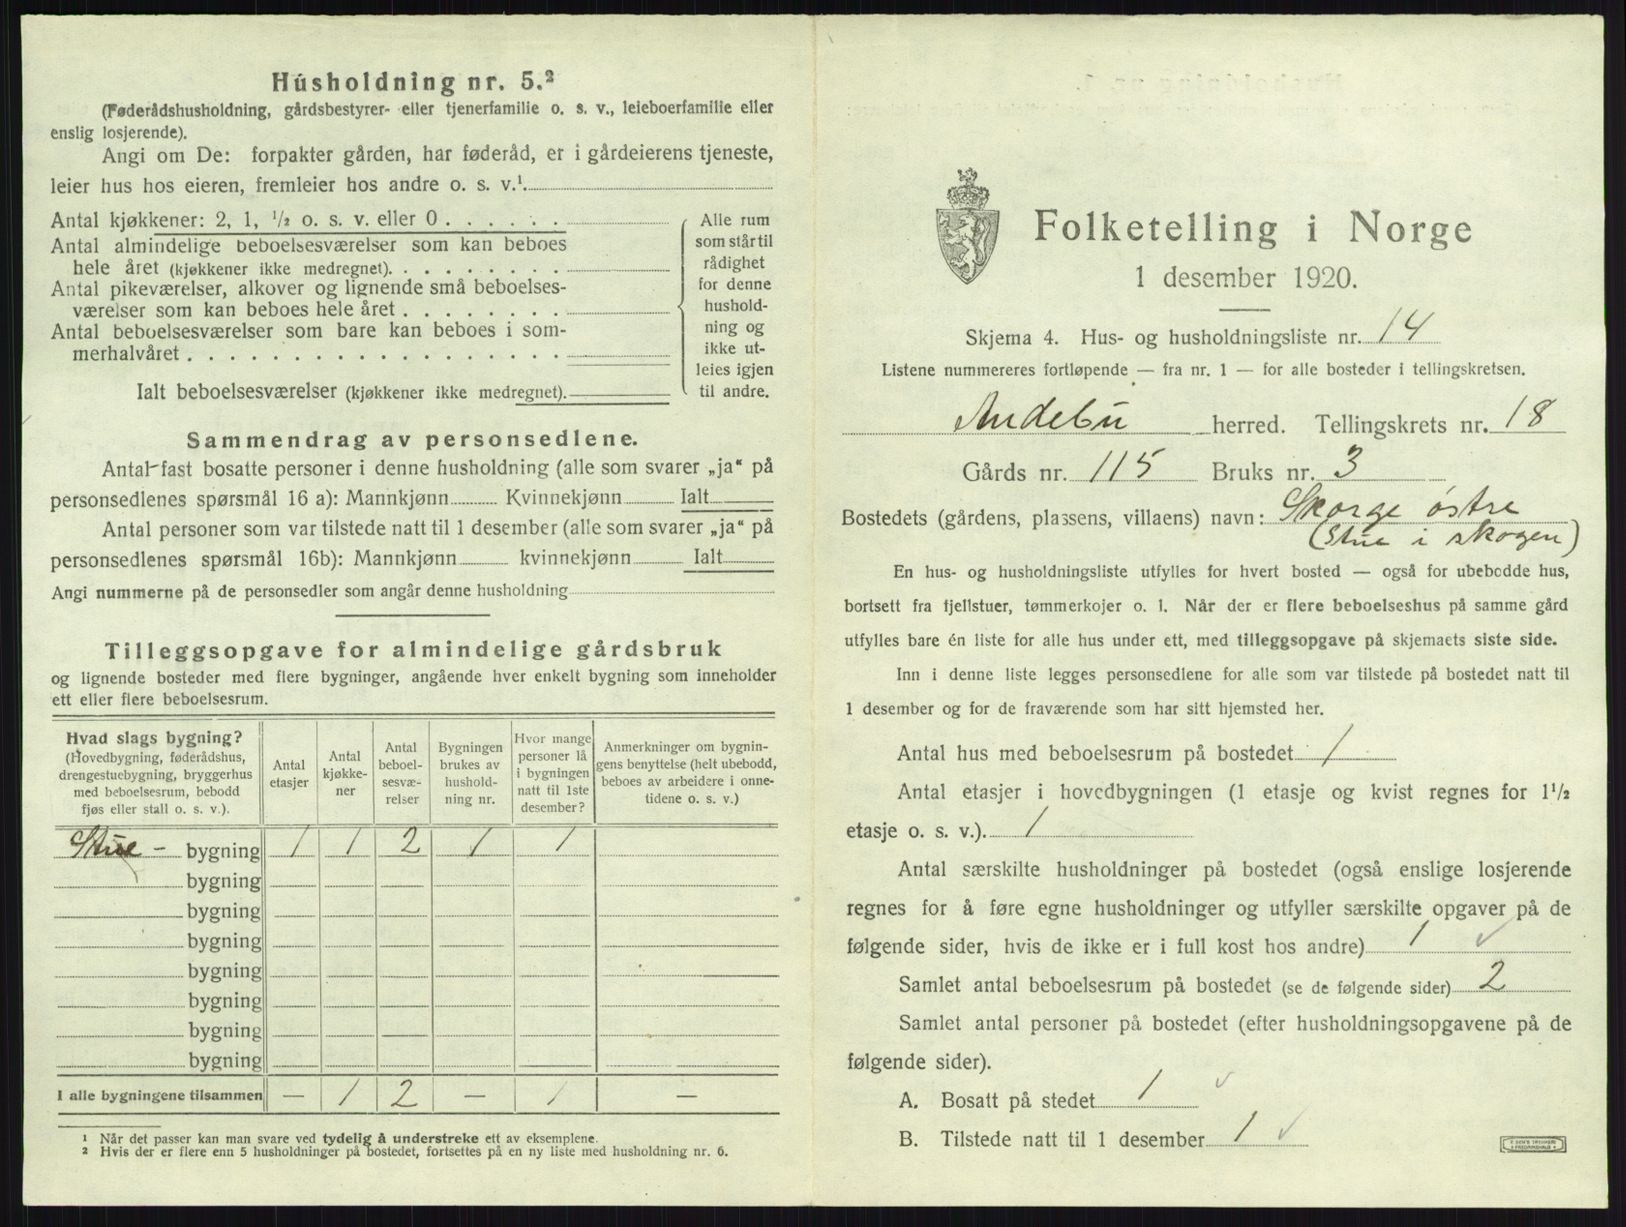 Húsholdning nr. 5.²
(Føderådshusholdning, gårdsbestyrer- eller tjenerfamilie o. s. v., leieboerfamilie eller
enslig losjerende).
Angi om De: forpakter gården, har føderåd, er i gårdeierens tjeneste,
leier hus hos eieren, fremleier hos andre o. s. v.¹.
Antal kjøkkener: 2, 1, ½ o. s. v. eller 0 . . . . . .
Antal almindelige beboelsesværelser som kan beboes
hele året (kjøkkener ikke medregnet). . . . . . . . .
Antal pikeværelser, alkover og lignende små beboelses-
værelser som kan beboes hele året . . . . . . . .
Antal beboelsesværelser som bare kan beboes i som-
merhalvåret . . . . . . . . . . . . . . . . . .
Ialt beboelsesværelser (kjøkkener ikke medregnet).
Alle rum
som står til
rådighet
for denne
hushold-
ning og
ikke ut-
leies igjen
til andre.
Sammendrag av personsedlene.
Antal fast bosatte personer i denne husholdning (alle som svarer „ja“ på
personsedlenes spørsmål 16 a): Mannkjønn Kvinnekjønn Ialt
Antal personer som var tilstede natt til 1 desember (alle som svarer „ja“ på
personsedlenes spørsmål 16b): Mannkjønn kvinnekjønn Ialt
Angi nummerne på de personsedler som angår denne husholdning
Tilleggsopgave for almindelige gårdsbruk
og lignende bosteder med flere bygninger, angående hver enkelt bygning som inneholder
ett eller flere beboelsesrum.
Hvad slags bygning?
(Hovedbygning, føderådshus,
drengestuebygning, bryggerhus
med beboelsesrum, bebodd
fjøs eller stall o. s. v.).
Antal
etasjer
Antal
kjøkke-
ner
Antal
beboel-
sesvæ-
relser
Bygningen
brukes av
hushold-
ning nr.
Hvor mange
personer lå
i bygningen
natt til 1ste
desember?
Anmerkninger om bygnin-
gens benyttelse (helt ubebodd,
beboes av arbeidere i onne-
tidene o. s. v.)
Stue - bygning 1 1 2 1 1
bygning
bygning
bygning
bygning
bygning
bygning
bygning
I alle bygningene tilsammen — 1 2 — 1 —
¹ Når det passer kan man svare ved tydelig å understreke ett av eksemplene.
² Hvis der er flere enn 5 husholdninger på bostedet, fortsettes på en ny liste med husholdning nr. 6.
Folketelling i Norge
1 desember 1920.
Skjema 4. Hus- og husholdningsliste nr. 14
Listene nummereres fortløpende — fra nr. 1 — for alle bosteder i tellingskretsen.
Andebu herred. Tellingskrets nr. 18
Gårds nr. 115 Bruks nr. 3
Bostedets (gårdens, plassens, villaens) navn: Skorge østre
(Stue i skogen)
En hus- og husholdningsliste utfylles for hvert bosted — også for ubebodde hus,
bortsett fra fjellstuer, tømmerkojer o. l. Når der er flere beboelseshus på samme gård
utfylles bare én liste for alle hus under ett, med tilleggsopgave på skjemaets siste side.
Inn i denne liste legges personsedlene for alle som var tilstede på bostedet natt til
1 desember og for de fraværende som har sitt hjemsted her.
Antal hus med beboelsesrum på bostedet 1
Antal etasjer i hovedbygningen (1 etasje og kvist regnes for 1½
etasje o. s. v.). 1
Antal særskilte husholdninger på bostedet (også enslige losjerende
regnes for å føre egne husholdninger og utfyller særskilte opgaver på de
følgende sider, hvis de ikke er i full kost hos andre) 1 ✓
Samlet antal beboelsesrum på bostedet (se de følgende sider) 2
Samlet antal personer på bostedet (efter husholdningsopgavene på de
følgende sider).
A. Bosatt på stedet 1 ✓
B. Tilstede natt til 1 desember 1 ✓